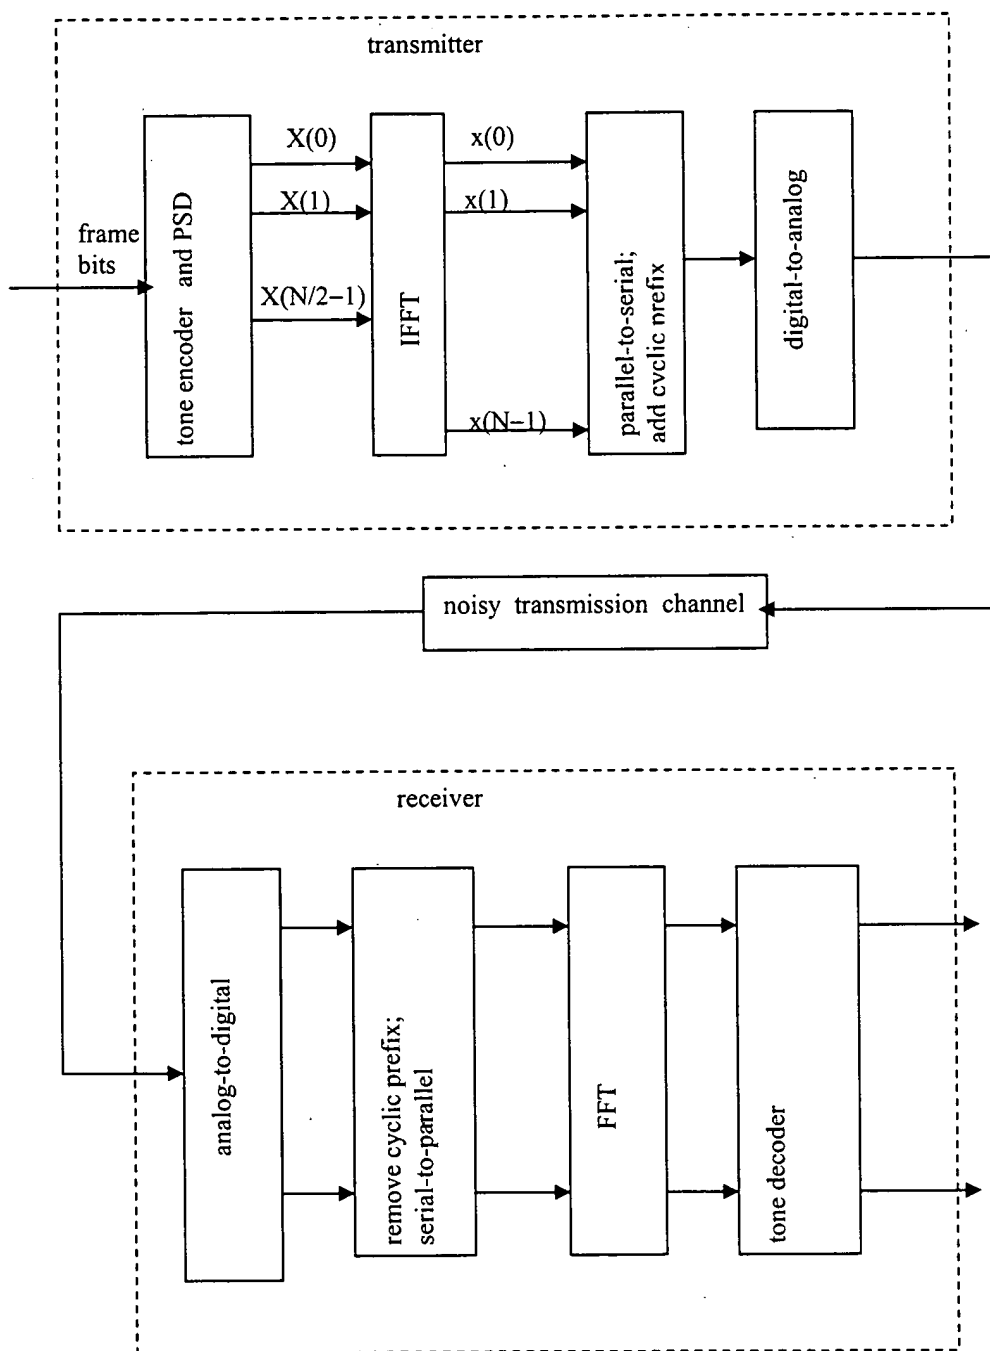 transmitter
frame
bits
tone encoder and PSD
X(0)
X(1)
X(N/2–1)
IFFT
x(0)
x(1)
x(N–1)
parallel-to-serial;
add cyclic prefix
digital-to-analog
noisy transmission channel
receiver
analog-to-digital
remove cyclic prefix;
serial-to-parallel
FFT
tone decoder